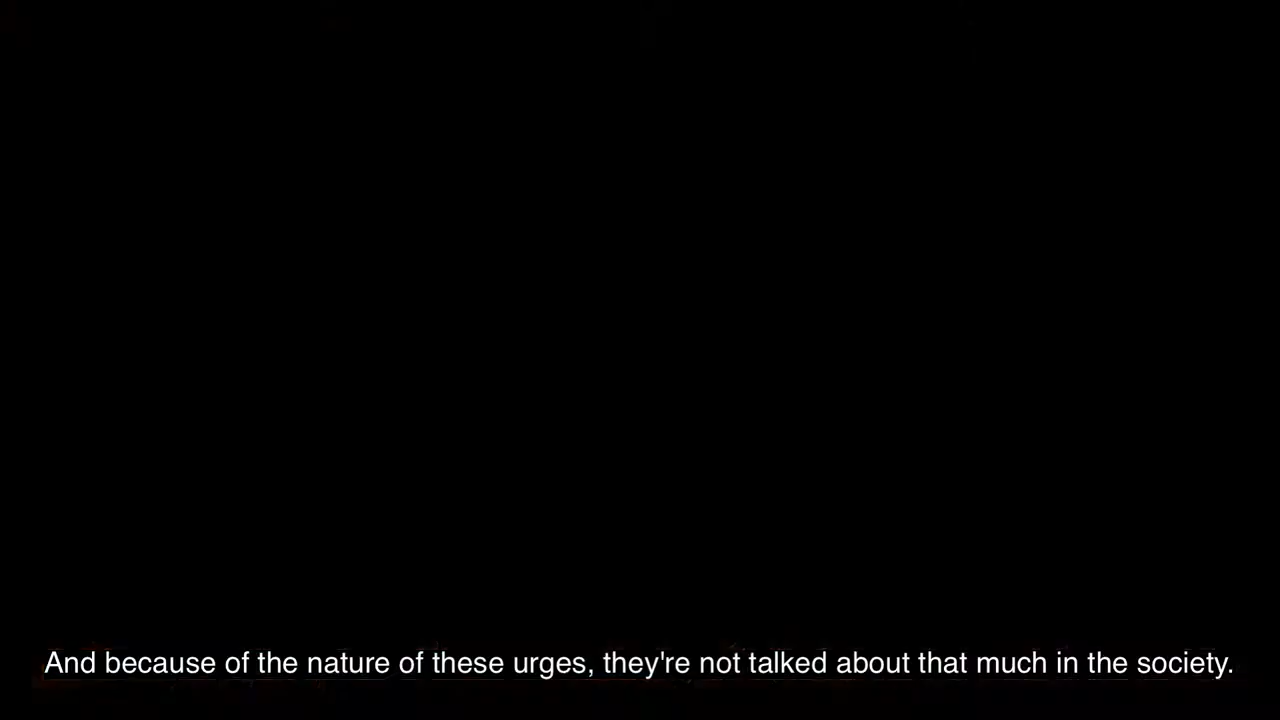 And because of the nature of these urges, they're not talked about that much in the society.